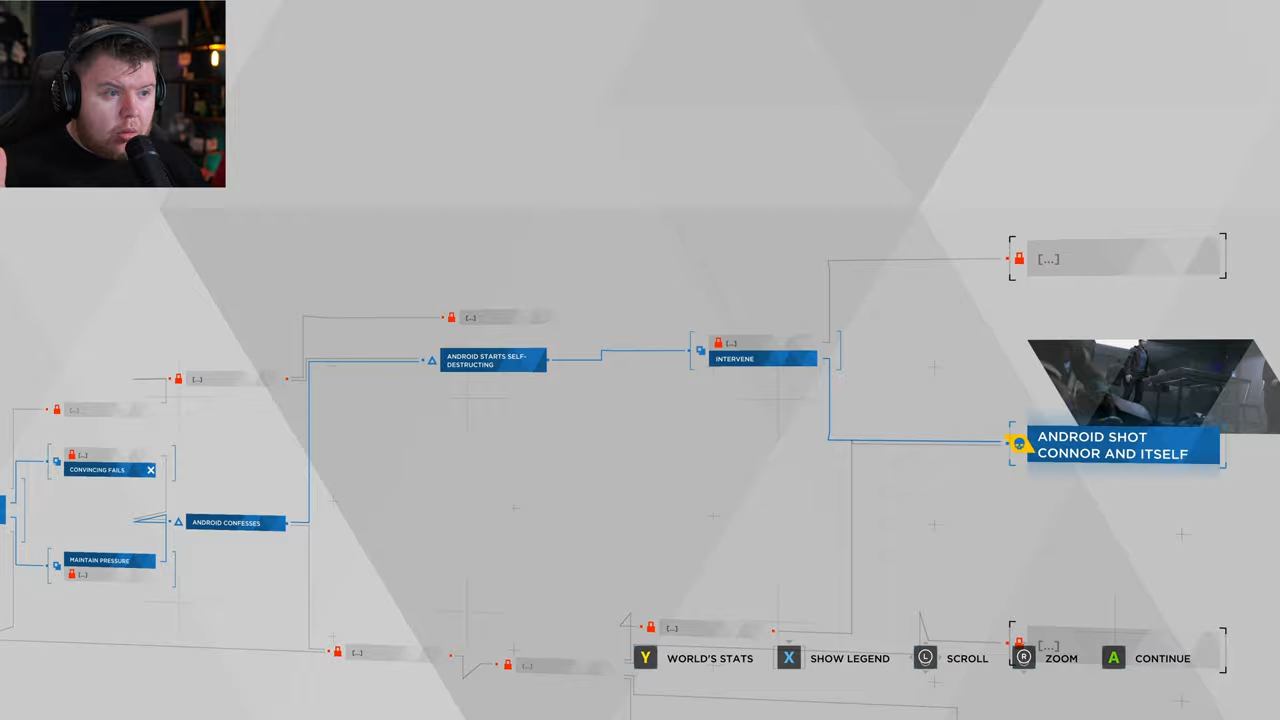 [...]
[...]
[...]
ANDROID STARTS SELF-
DESTRUCTING
INTERVENE
[...]
[...]
ANDROID SHOT
CONNOR AND ITSELF
[...]
CONVINCING FAILS
ANDROID CONFESSES
MAINTAIN PRESSURE
[...]
[...]
[...]
[...]
[...]
Y WORLD'S STATS
X SHOW LEGEND
L SCROLL
R ZOOM
A CONTINUE